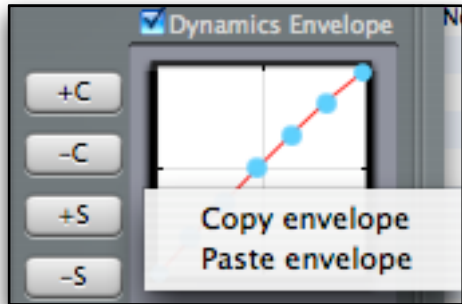 Dynamics Envelope
+C
–C
+S
–S
Copy envelope
Paste envelope